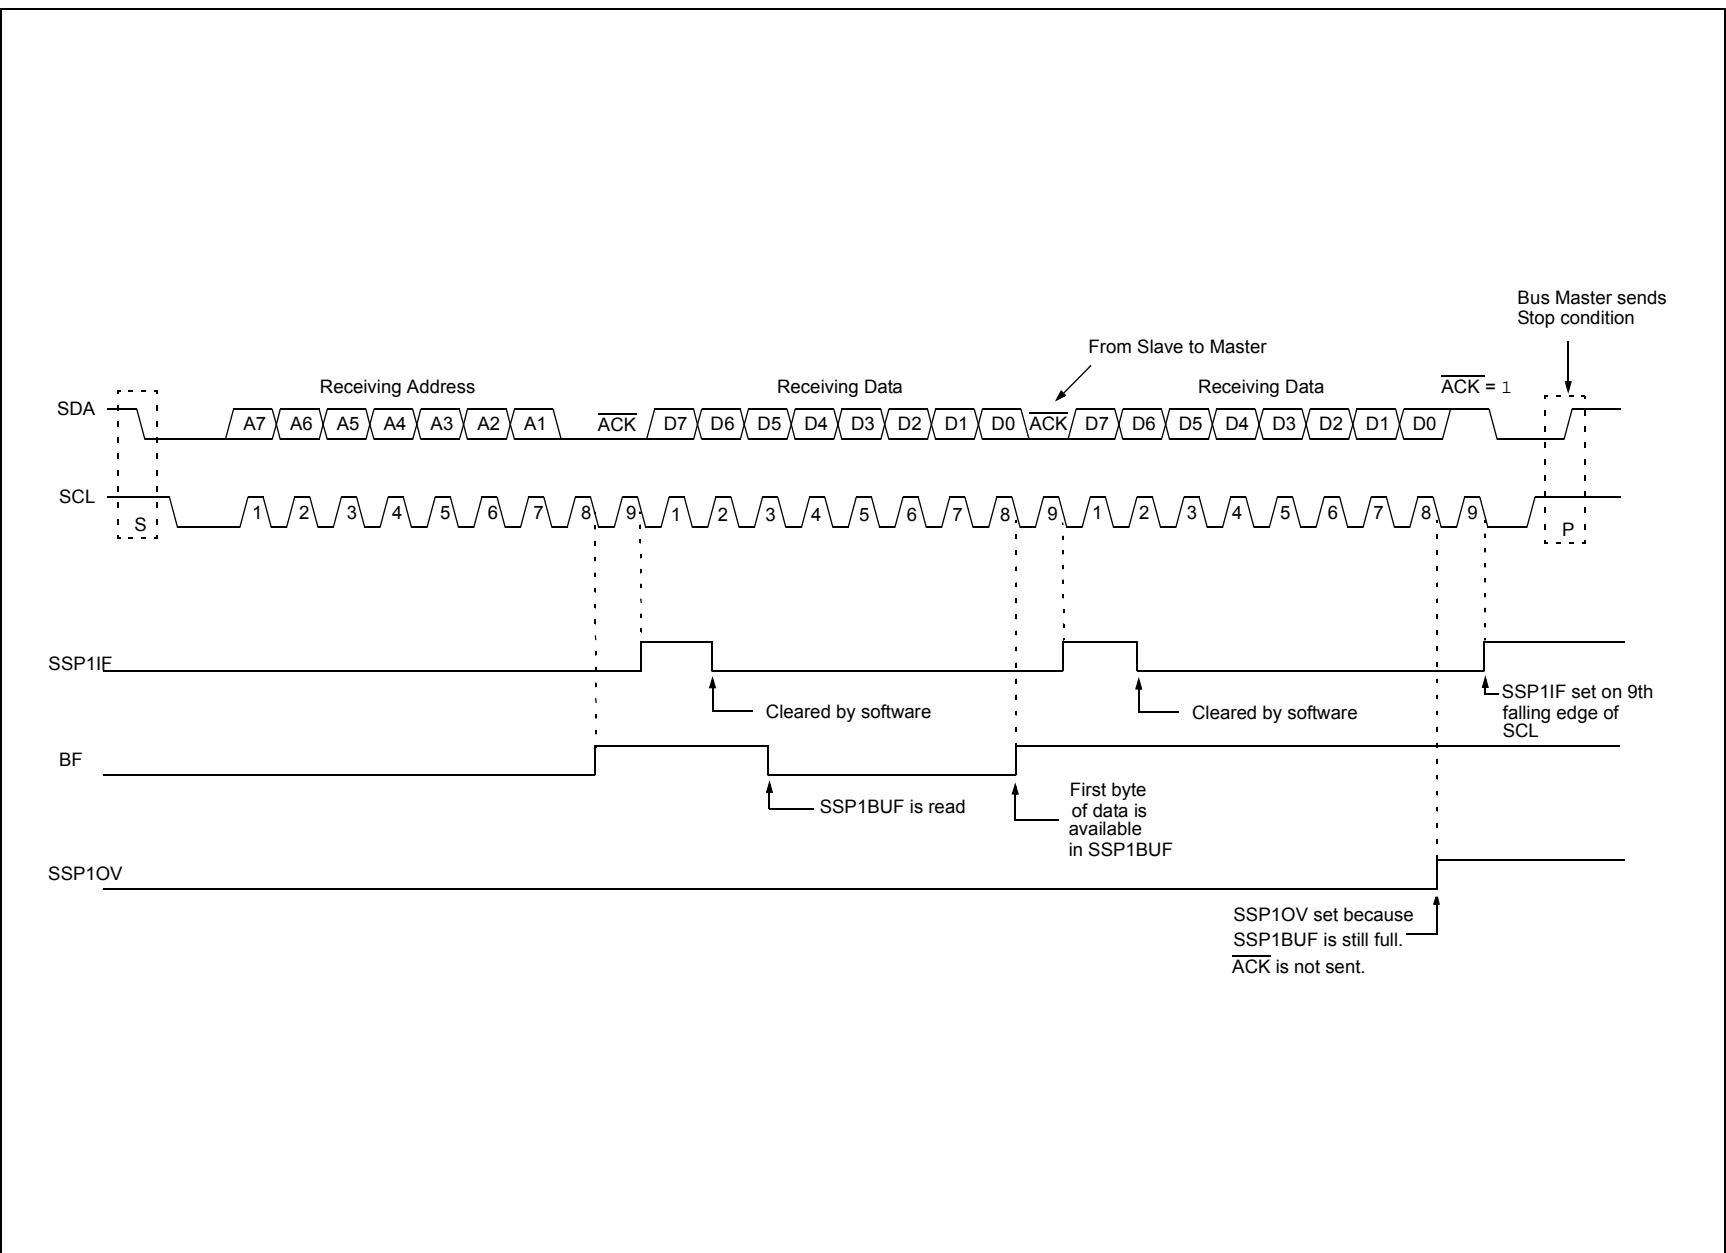 Bus Master sends
Stop condition
From Slave to Master
Receiving Address
Receiving Data
Receiving Data
ACK = 1
SDA
A7 A6 A5 A4 A3 A2 A1 ACK D7 D6 D5 D4 D3 D2 D1 D0 ACK D7 D6 D5 D4 D3 D2 D1 D0
SCL
S
1 2 3 4 5 6 7 8 9 1 2 3 4 5 6 7 8 9 1 2 3 4 5 6 7 8 9
P
SSP1IF
Cleared by software
Cleared by software
SSP1IF set on 9th
falling edge of
SCL
BF
SSP1BUF is read
First byte
of data is
available
in SSP1BUF
SSP1OV
SSP1OV set because
SSP1BUF is still full.
ACK is not sent.